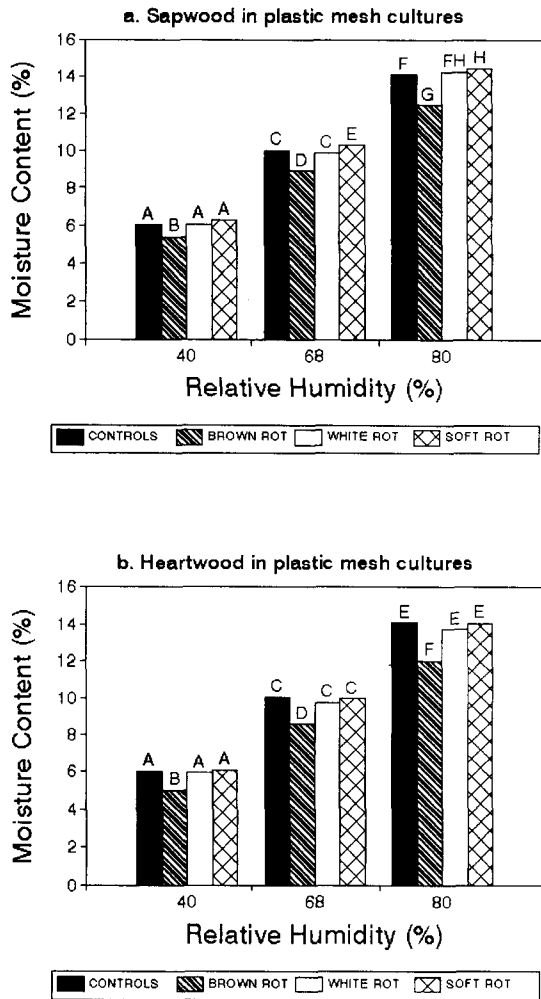 a. Sapwood in plastic mesh cultures
16
14
12
10
8
6
4
2
0
Moisture Content (%)
A B A A
C D C E
F G FH H
40 68 80
Relative Humidity (%)
CONTROLS BROWN ROT WHITE ROT SOFT ROT
b. Heartwood in plastic mesh cultures
16
14
12
10
8
6
4
2
0
Moisture Content (%)
A B A A
C D C C
E F E E
40 68 80
Relative Humidity (%)
CONTROLS BROWN ROT WHITE ROT SOFT ROT